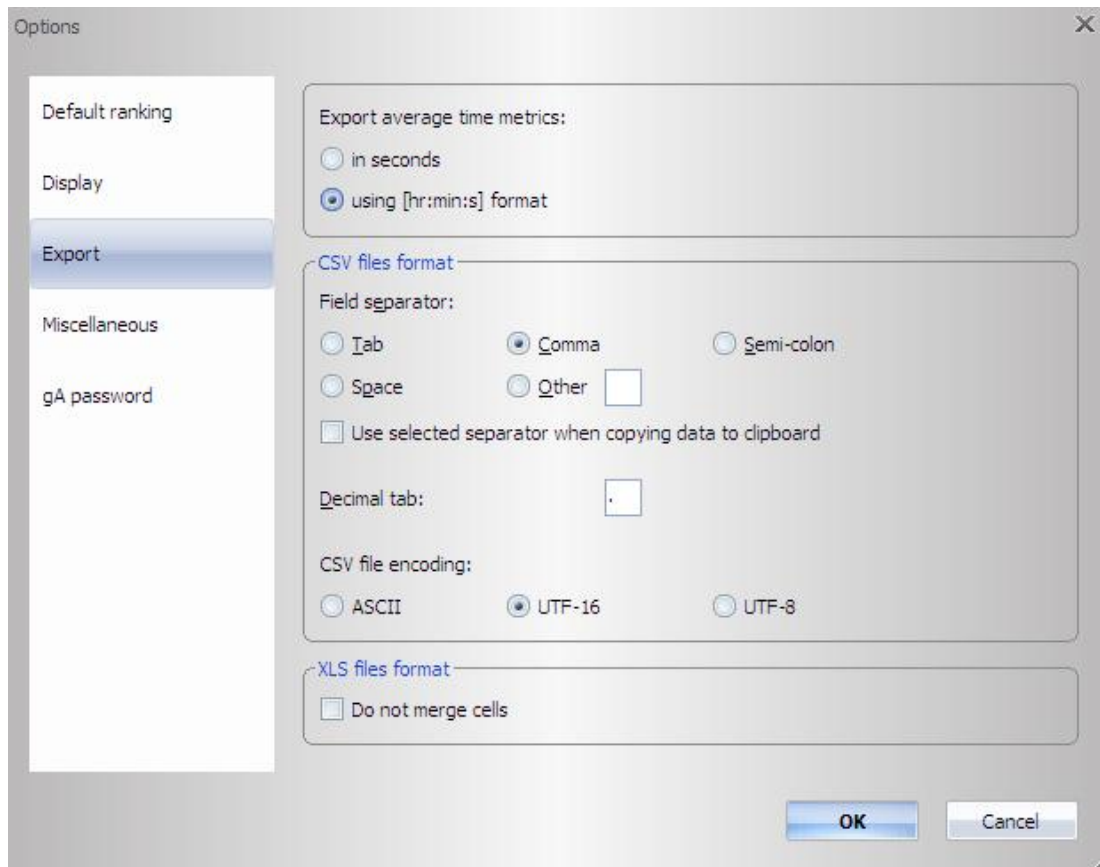 Options
Default ranking
Display
Export
Miscellaneous
gA password
Export average time metrics:
in seconds
using [hr:min:s] format
CSV files format
Field separator:
Tab Comma Semi-colon
Space Other
Use selected separator when copying data to clipboard
Decimal tab: .
CSV file encoding:
ASCII UTF-16 UTF-8
XLS files format
Do not merge cells
OK Cancel